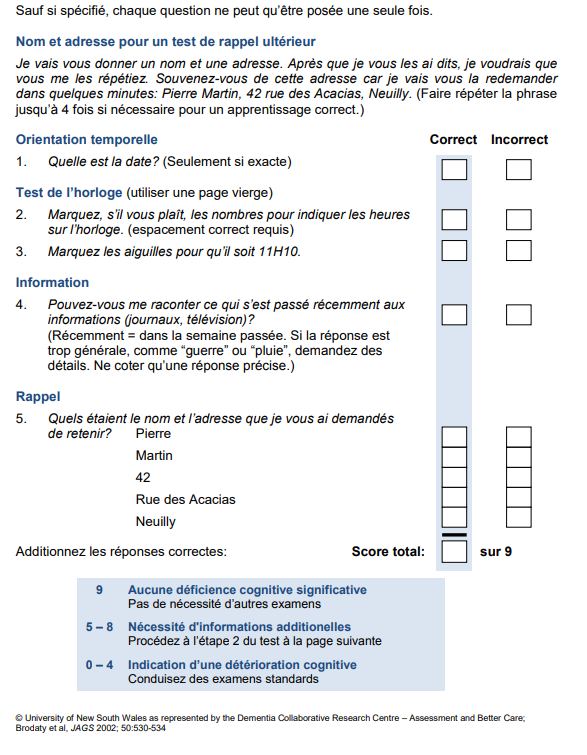 Sauf si spécifié, chaque question ne peut qu’être posée une seule fois.
Nom et adresse pour un test de rappel ultérieur
Je vais vous donner un nom et une adresse. Après que je vous les ai dits, je voudrais que
vous me les répétiez. Souvenez-vous de cette adresse car je vais vous la redemander
dans quelques minutes: Pierre Martin, 42 rue des Acacias, Neuilly. (Faire répéter la phrase
jusqu’à 4 fois si nécessaire pour un apprentissage correct.)
Orientation temporelle Correct Incorrect
1. Quelle est la date? (Seulement si exacte)
Test de l’horloge (utiliser une page vierge)
2. Marquez, s’il vous plaît, les nombres pour indiquer les heures
sur l’horloge. (espacement correct requis)
3. Marquez les aiguilles pour qu’il soit 11H10.
Information
4. Pouvez-vous me raconter ce qui s’est passé récemment aux
informations (journaux, télévision)?
(Récemment = dans la semaine passée. Si la réponse est
trop générale, comme “guerre” ou “pluie”, demandez des
détails. Ne coter qu’une réponse précise.)
Rappel
5. Quels étaient le nom et l’adresse que je vous ai demandés
de retenir? Pierre
Martin
42
Rue des Acacias
Neuilly
Additionnez les réponses correctes: Score total: sur 9
9 Aucune déficience cognitive significative
Pas de nécessité d’autres examens
5 – 8 Nécessité d'informations additionelles
Procédez à l’étape 2 du test à la page suivante
0 – 4 Indication d’une détérioration cognitive
Conduisez des examens standards
© University of New South Wales as represented by the Dementia Collaborative Research Centre – Assessment and Better Care;
Brodaty et al, JAGS 2002; 50:530-534